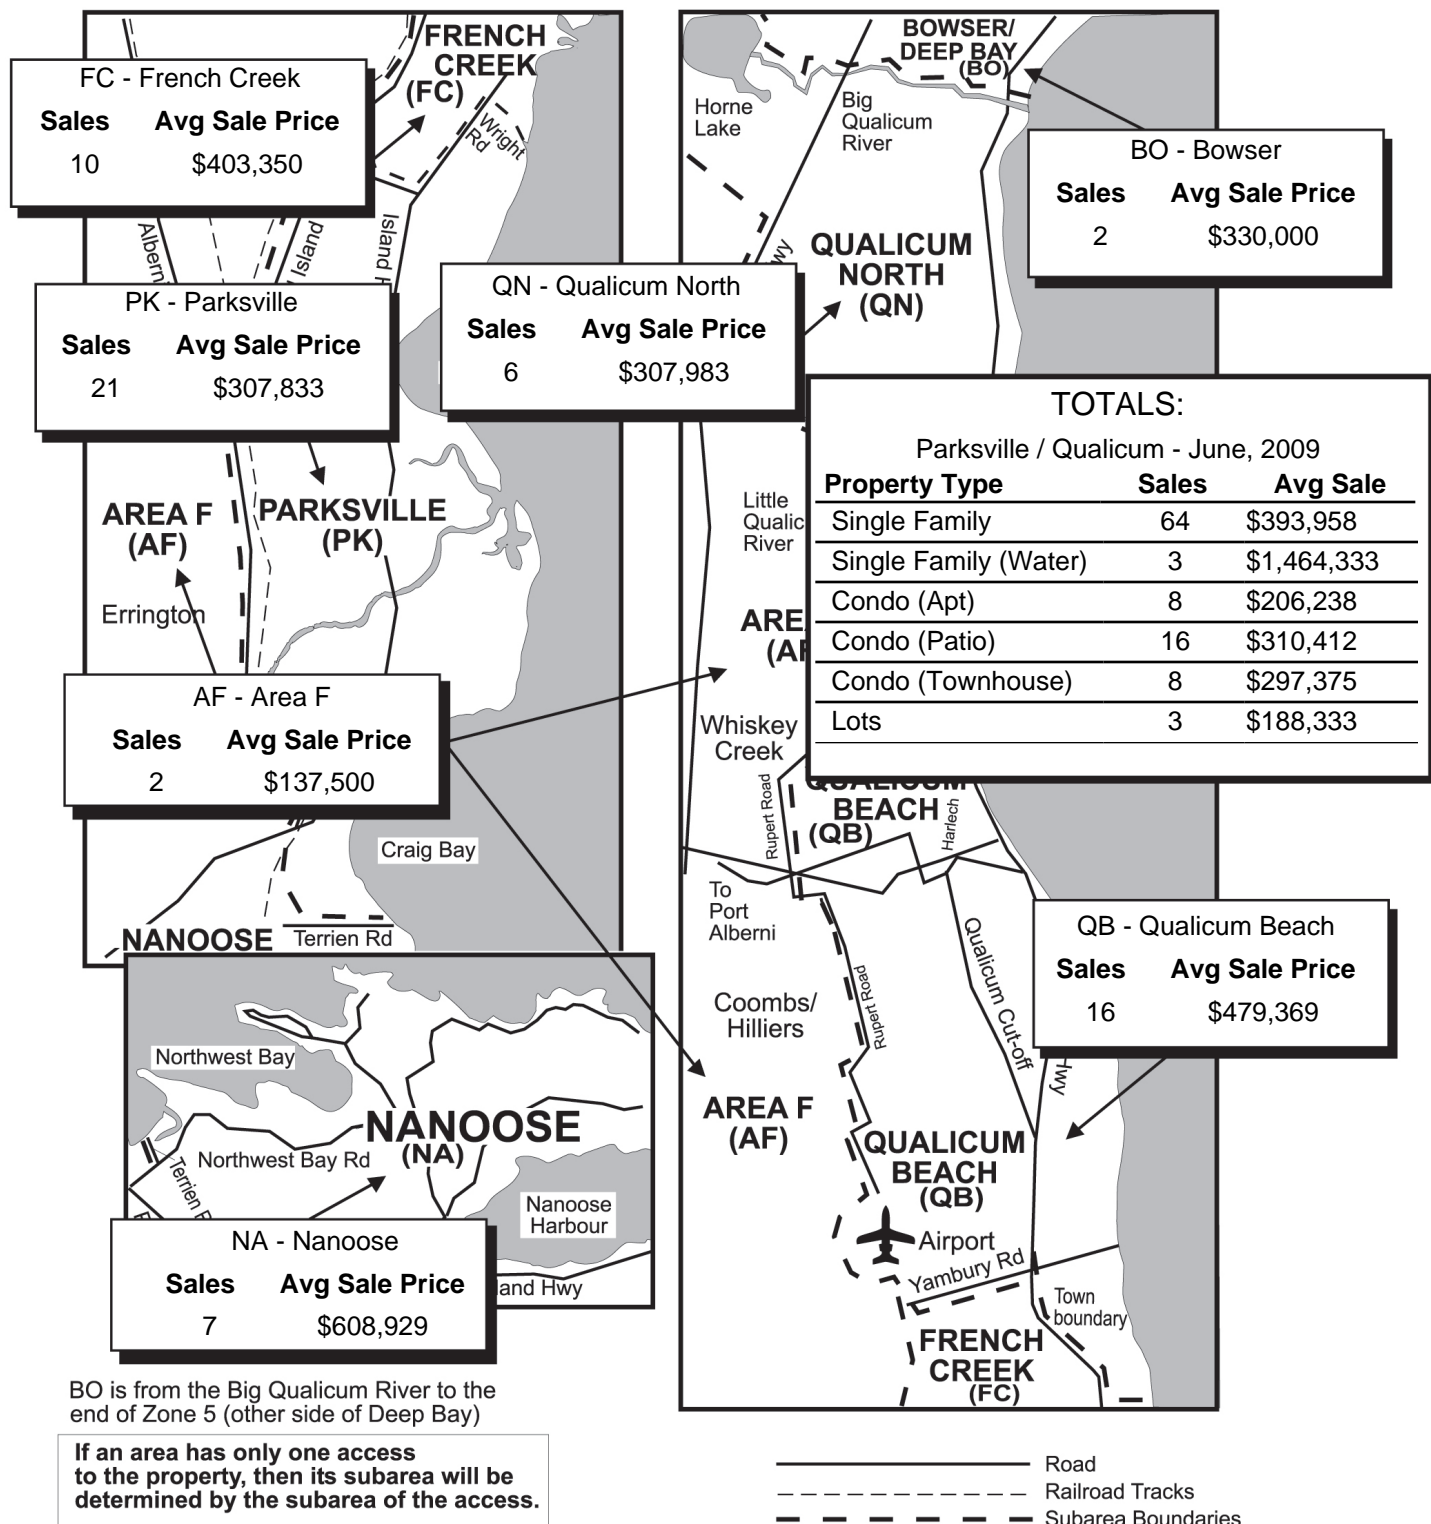 FRENCH
CREEK
(FC)
FC - French Creek
Sales Avg Sale Price
10 $403,350
Wright
Rd
Island
Island
PK - Parksville
Sales Avg Sale Price
21 $307,833
AREA F
(AF)
PARKSVILLE
(PK)
Errington
AF - Area F
Sales Avg Sale Price
2 $137,500
Craig Bay
NANOOSE
Terrien Rd
Northwest Bay
NANOOSE
(NA)
Northwest Bay Rd
Terrien
Nanoose
Harbour
NA - Nanoose
Sales Avg Sale Price
7 $608,929
and Hwy
BO is from the Big Qualicum River to the
end of Zone 5 (other side of Deep Bay)
If an area has only one access
to the property, then its subarea will be
determined by the subarea of the access.
BOWSER/
DEEP BAY
(BO)
Horne
Lake
Big
Qualicum
River
BO - Bowser
Sales Avg Sale Price
2 $330,000
QUALICUM
NORTH
(QN)
wy
QN - Qualicum North
Sales Avg Sale Price
6 $307,983
TOTALS:
Parksville / Qualicum - June, 2009
Property Type Sales Avg Sale
Single Family 64 $393,958
Single Family (Water) 3 $1,464,333
Condo (Apt) 8 $206,238
Condo (Patio) 16 $310,412
Condo (Townhouse) 8 $297,375
Lots 3 $188,333
Little
Qualic
River
Whiskey
Creek
QUALICUM
BEACH
(QB)
Rupert Road
Harlech
To
Port
Alberni
Qualicum Cut-off
QB - Qualicum Beach
Sales Avg Sale Price
16 $479,369
Hwy
Coombs/
Hilliers
Rupert Road
AREA F
(AF)
QUALICUM
BEACH
(QB)
Airport
Yambury Rd
Town
boundary
FRENCH
CREEK
(FC)
Road
Railroad Tracks
Subarea Boundaries